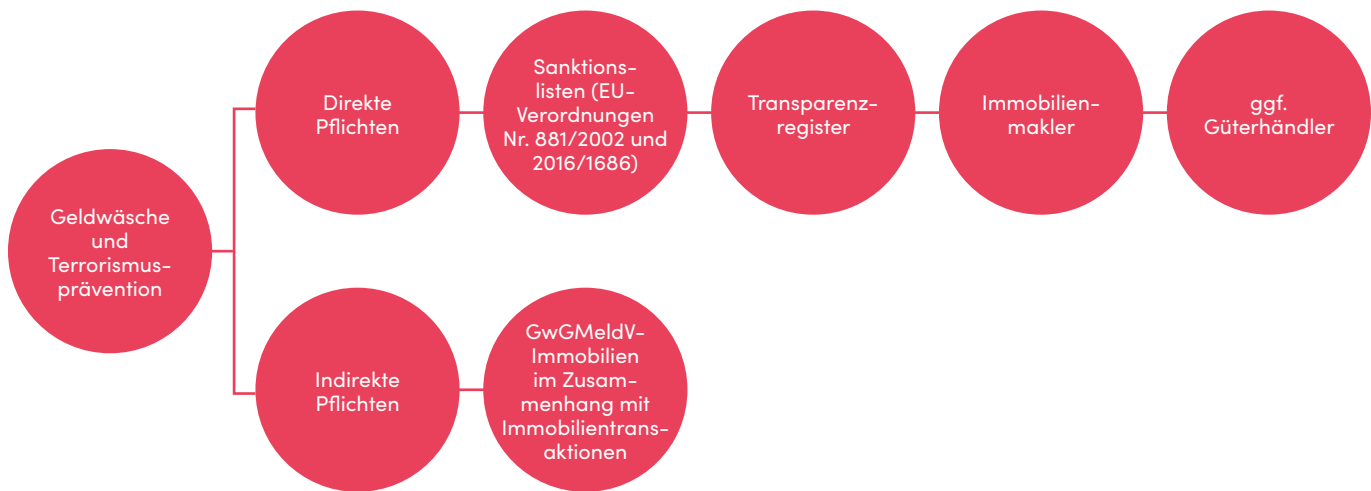 Geldwäsche
und
Terrorismus-
prävention
Direkte
Pflichten
Sanktions-
listen (EU-
Verordnungen
Nr. 881/2002 und
2016/1686)
Transparenz-
register
Immobilien-
makler
ggf.
Güterhändler
Indirekte
Pflichten
GwGMeldV-
Immobilien
im Zusam-
menhang mit
Immobilientrans-
aktionen